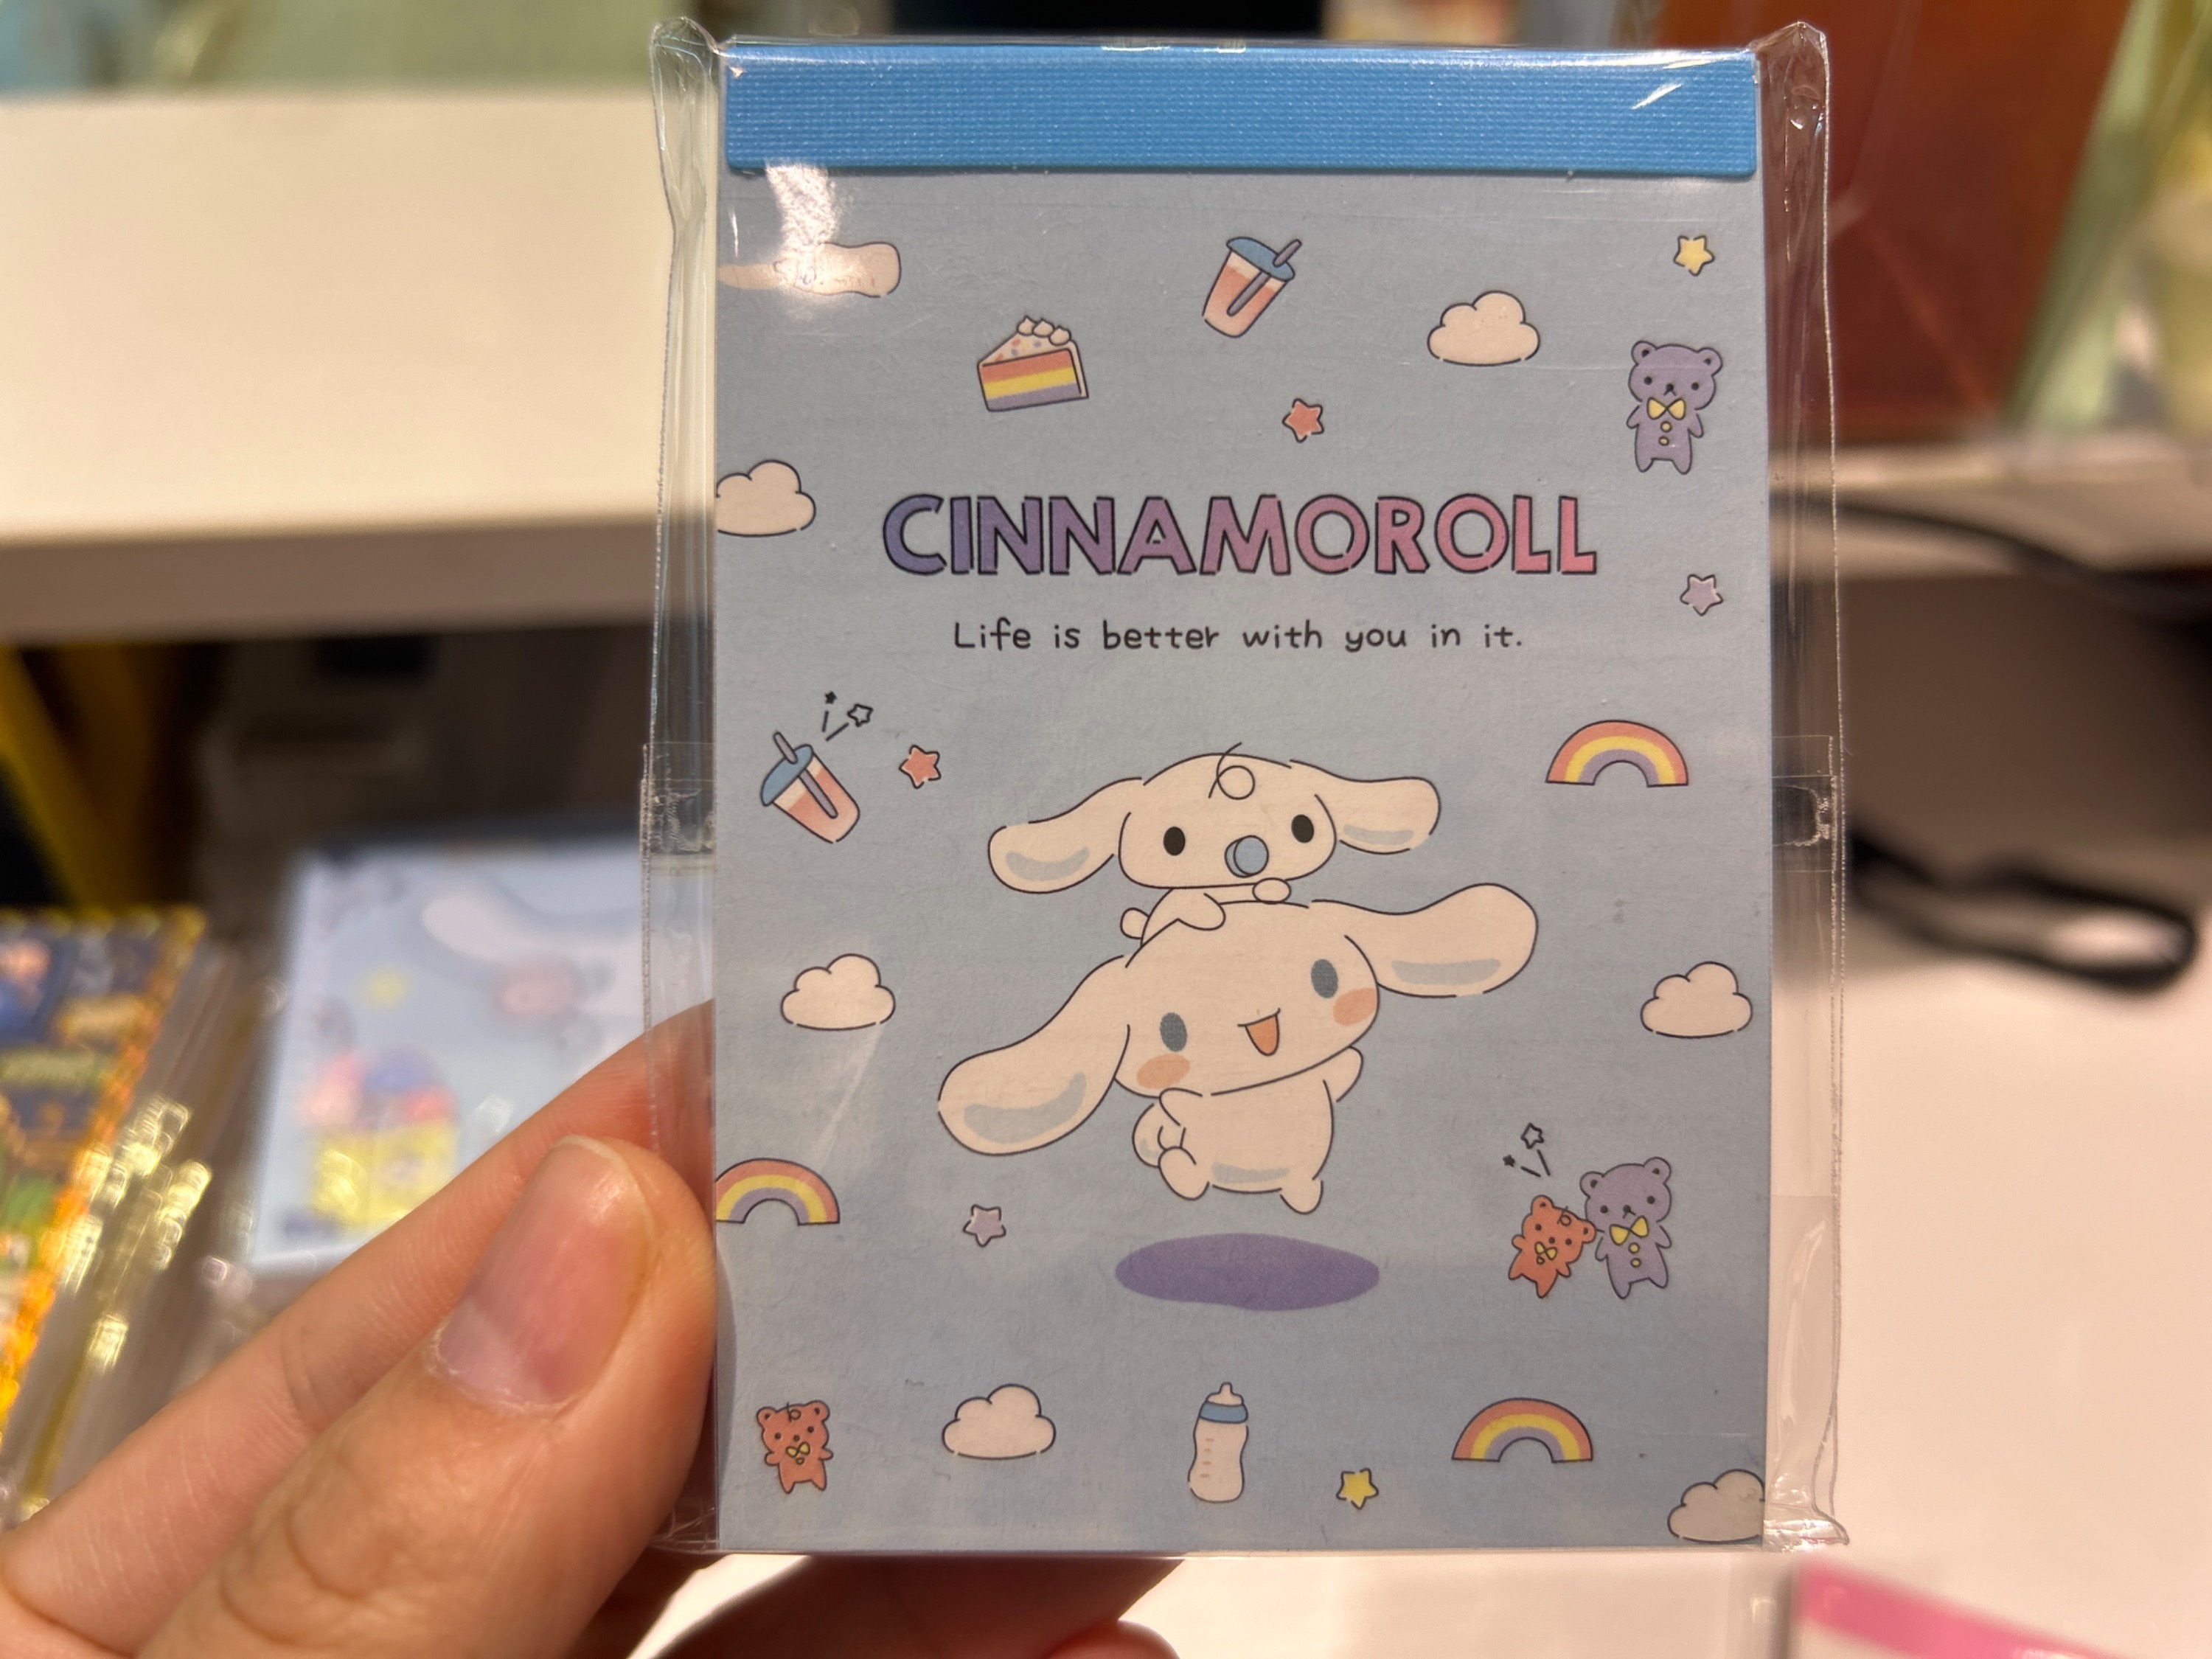 CINNAMOROLL
Life is better with you in it.